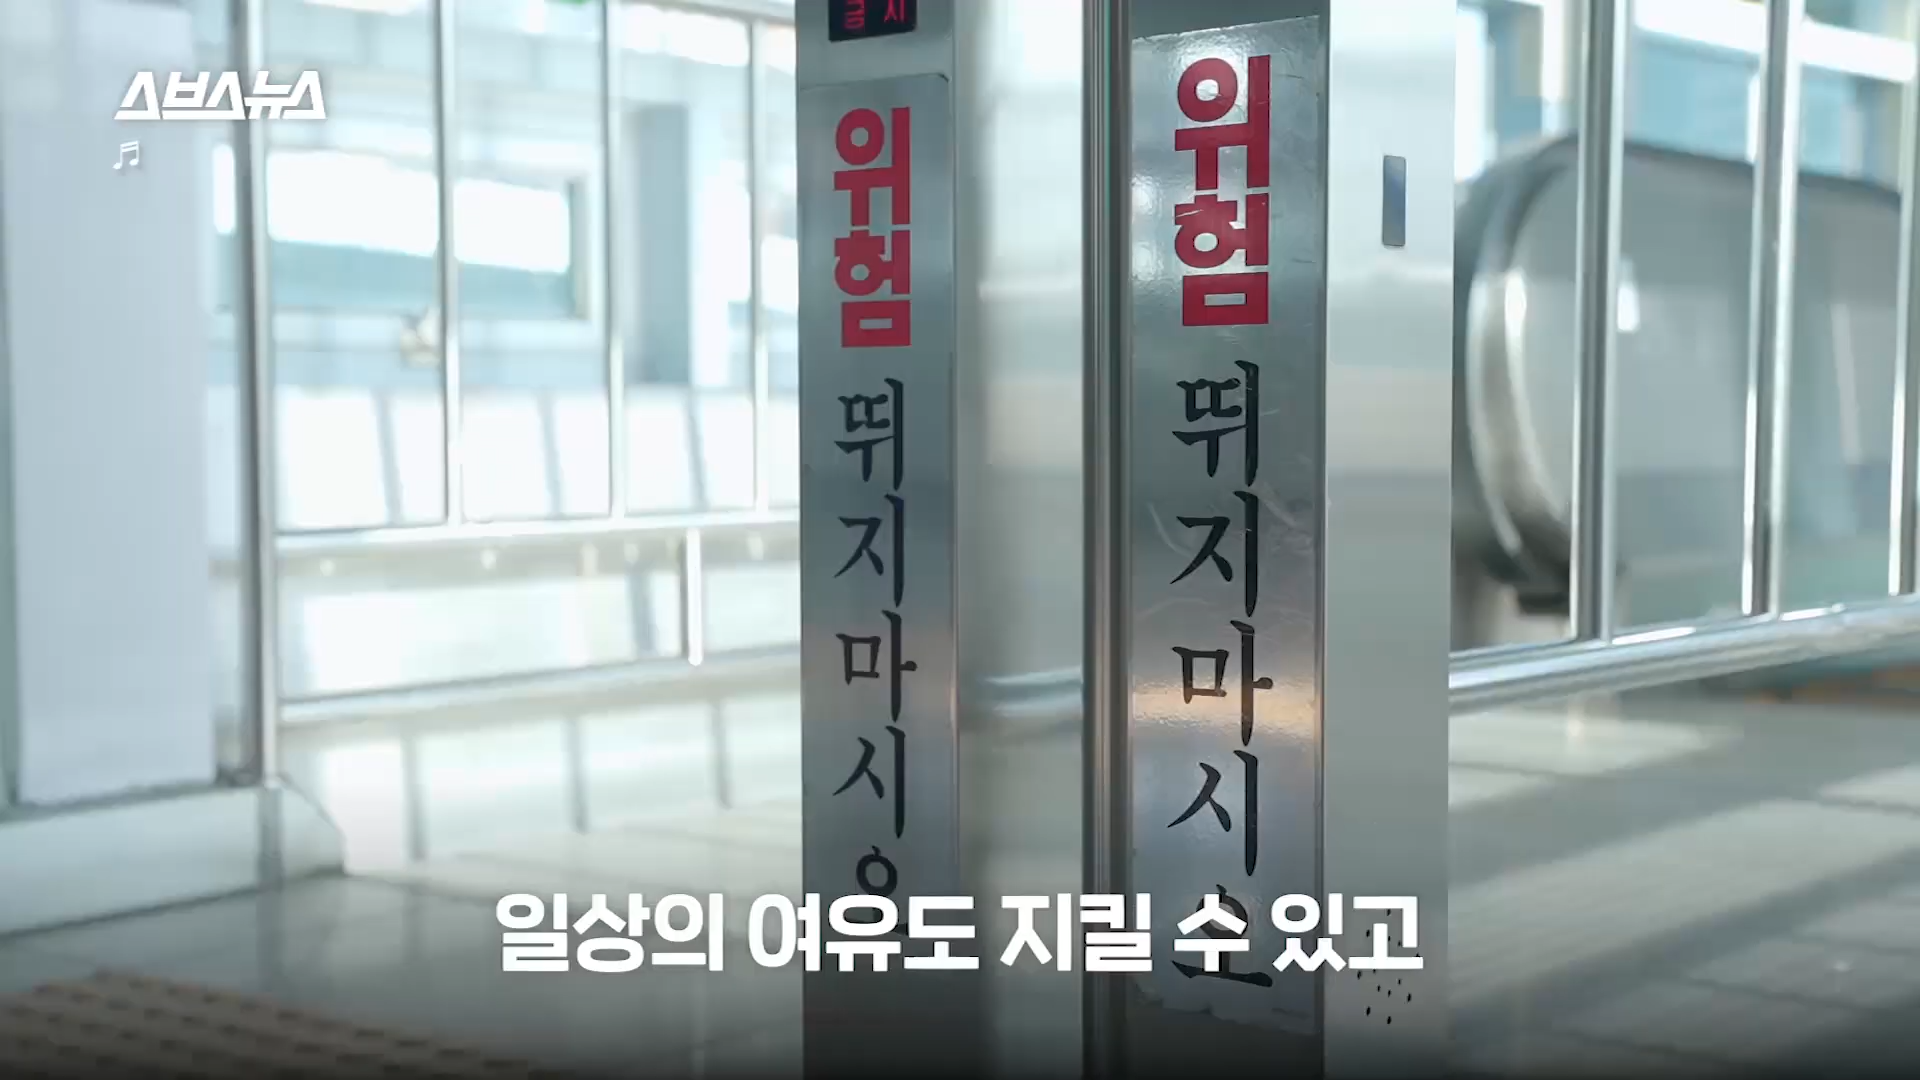 스브스뉴스
위험 뛰지마시오
위험 뛰지마시오
일상의 여유도 지킬 수 있고